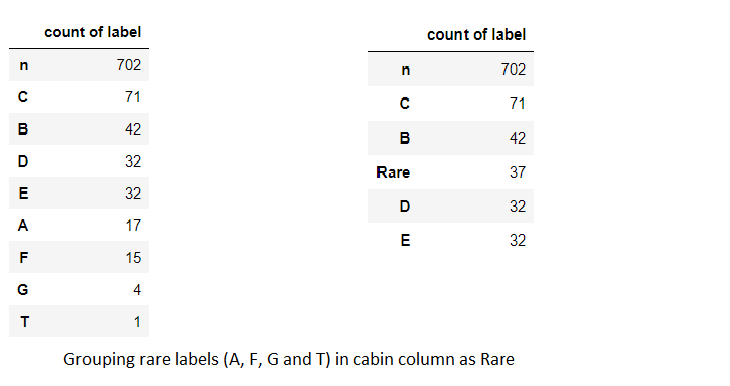 count of label
n 702
C 71
B 42
D 32
E 32
A 17
F 15
G 4
T 1
count of label
n 702
C 71
B 42
Rare 37
D 32
E 32
Grouping rare labels (A, F, G and T) in cabin column as Rare